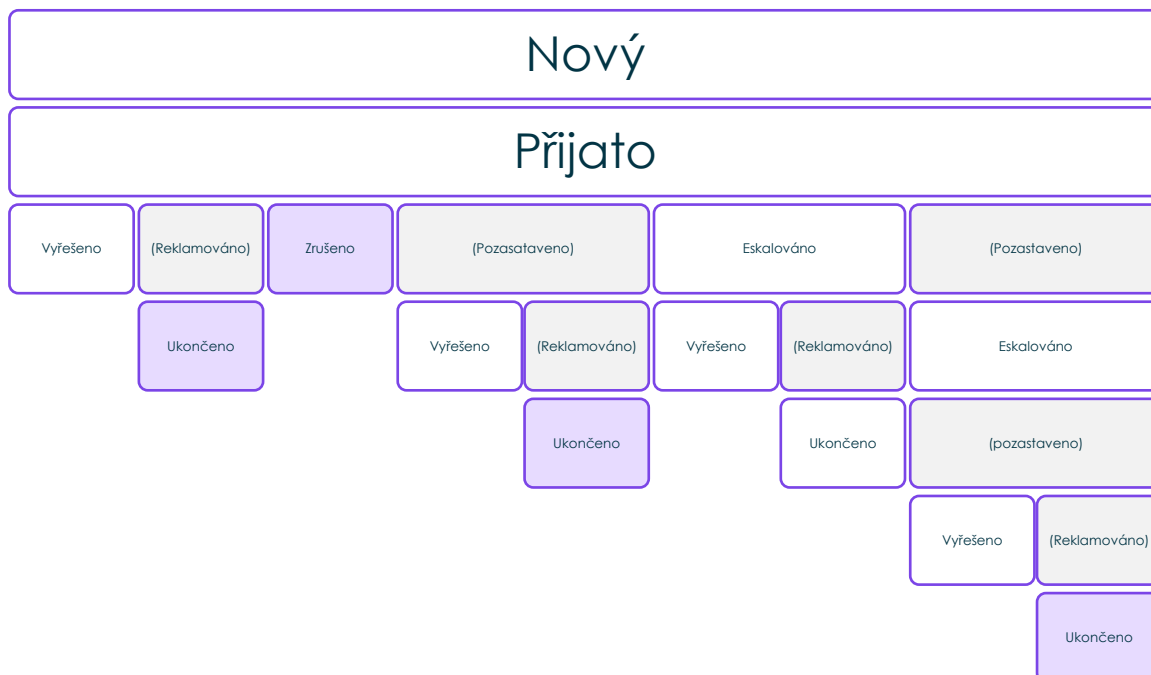 Nový
Přijato
Vyřešeno
(Reklamováno)
Zrušeno
(Pozasataveno)
Eskalováno
(Pozastaveno)
Ukončeno
Vyřešeno
(Reklamováno)
Vyřešeno
(Reklamováno)
Eskalováno
Ukončeno
Ukončeno
(pozastaveno)
Vyřešeno
(Reklamováno)
Ukončeno